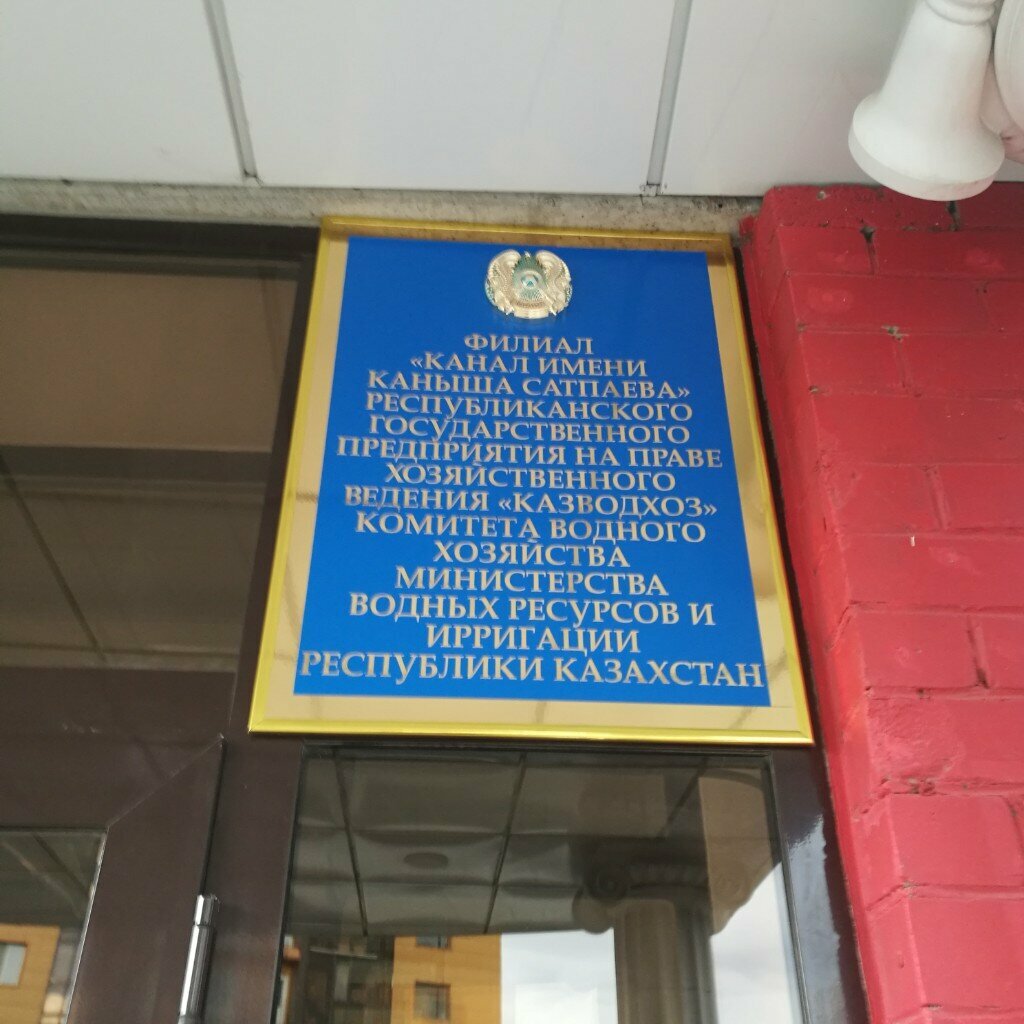 ФИЛИАЛ
«КАНАЛ ИМЕНИ
КАНЫША САТПАЕВА»
РЕСПУБЛИКАНСКОГО
ГОСУДАРСТВЕННОГО
ПРЕДПРИЯТИЯ НА ПРАВЕ
ХОЗЯЙСТВЕННОГО
ВЕДЕНИЯ «КАЗВОДХОЗ»
КОМИТЕТА ВОДНОГО
ХОЗЯЙСТВА
МИНИСТЕРСТВА
ВОДНЫХ РЕСУРСОВ И
ИРРИГАЦИИ
РЕСПУБЛИКИ КАЗАХСТАН